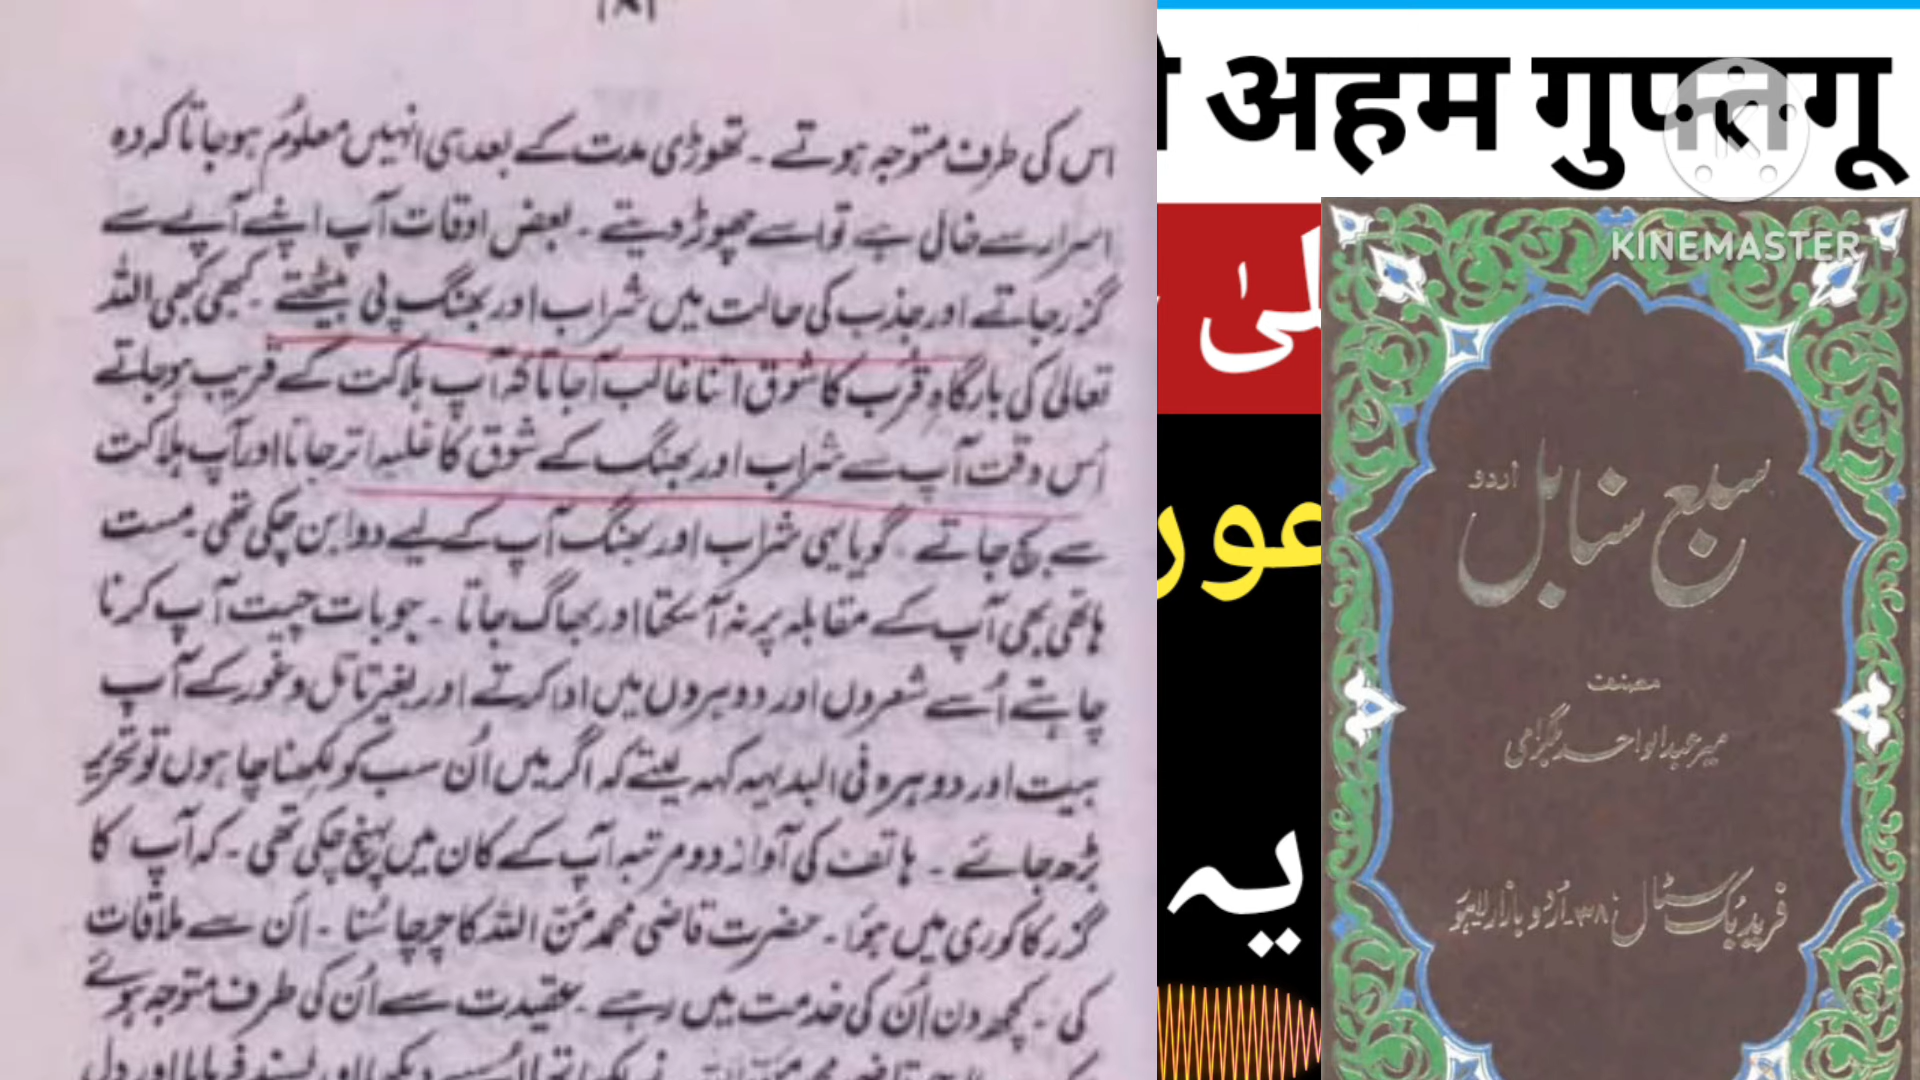 اس کی طرف متوجہ ہوتے ۔ تھوڑی مدت کے بعد ہی انہیں معلوم ہو جاتا کہ وہ
اسرار سے خالی ہے تو اسے چھوڑ دیتے ۔ بعض اوقات آپ اپنے آپے سے
گزر جاتے اور جذب کی حالت میں شراب اور بھنگ پی بیٹھتے ۔ کبھی کبھی اللہ
تعالیٰ کی بارگاہِ قرب کا شوق اتنا غالب آجاتا کہ آپ ہلاکت کے قریب ہو جاتے
اُس وقت آپ سے شراب اور بھنگ کے شوق کا غلبہ اتر جاتا اور آپ ہلاکت
سے بچ جاتے ۔ گویا یہی شراب اور بھنگ آپ کے لیے دوا بن چکی تھی ۔ مست
ہاتھی بھی آپ کے مقابلہ پر نہ آسکتا اور بھاگ جاتا ۔ جو بات چیت آپ کرنا
چاہتے اُسے شعروں اور دوہروں میں ادا کرتے اور بغیر تامل و غور کے آپ
بیت اور دوہرہ فی البدیہہ کہہ لیتے کہ اگر میں اُن سب کو لکھنا چاہوں تو تحریر
بڑھ جائے ۔ ہاتف کی آواز دو مرتبہ آپ کے کان میں پہنچ چکی تھی ۔ کہ آپ کا
گزر کاکوری میں ہوا ۔ حضرت قاضی محمد مَنَّ اللہ کا چرچا سُنا ۔ اُن سے ملاقات
کی ۔ کچھ دن اُن کی خدمت میں رہے ۔ عقیدت سے اُن کی طرف متوجہ ہوئے
अहम गुफ्तगू
KINEMASTER
لیٰ
عور
یہ
سبع سنابل اردو
مصنف
میر عبدالواحد بلگرامی
فرید بک سٹال ۳۸۔ اُردو بازار لاہور